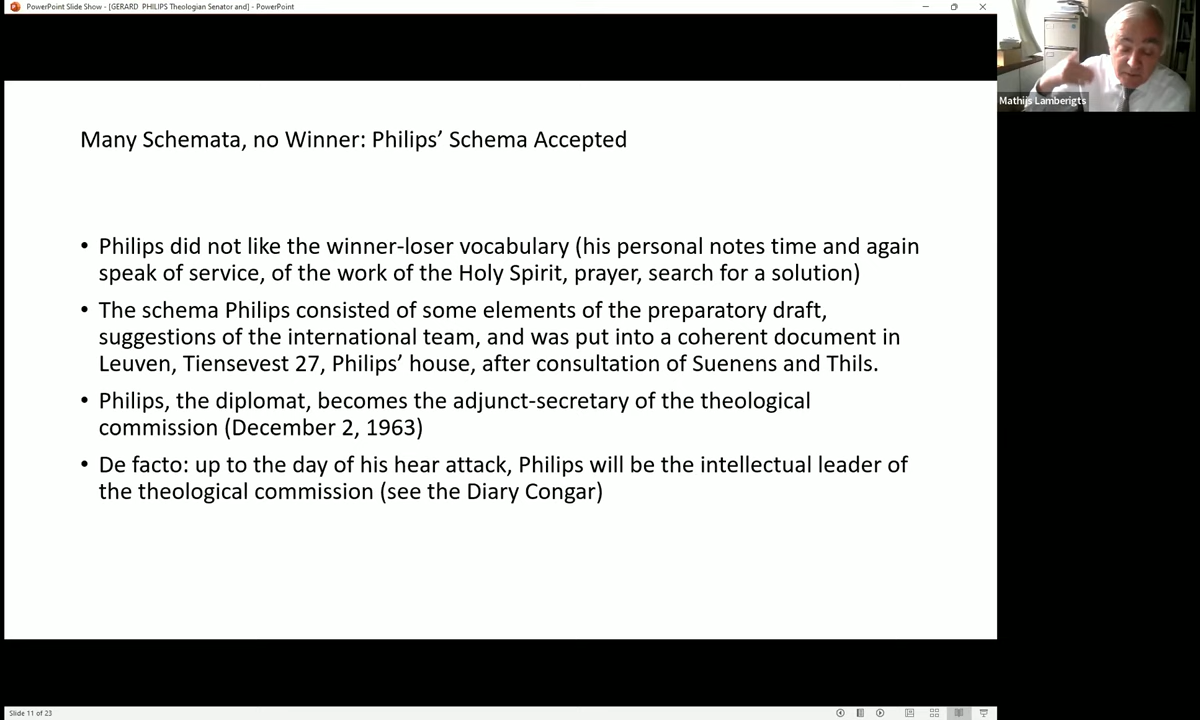 PowerPoint Slide Show - [GERARD PHILIPS Theologian Senator and] - PowerPoint
Mathijs Lamberigts
Many Schemata, no Winner: Philips’ Schema Accepted
• Philips did not like the winner-loser vocabulary (his personal notes time and again
speak of service, of the work of the Holy Spirit, prayer, search for a solution)
• The schema Philips consisted of some elements of the preparatory draft,
suggestions of the international team, and was put into a coherent document in
Leuven, Tiensevest 27, Philips’ house, after consultation of Suenens and Thils.
• Philips, the diplomat, becomes the adjunct-secretary of the theological
commission (December 2, 1963)
• De facto: up to the day of his hear attack, Philips will be the intellectual leader of
the theological commission (see the Diary Congar)
Slide 11 of 23